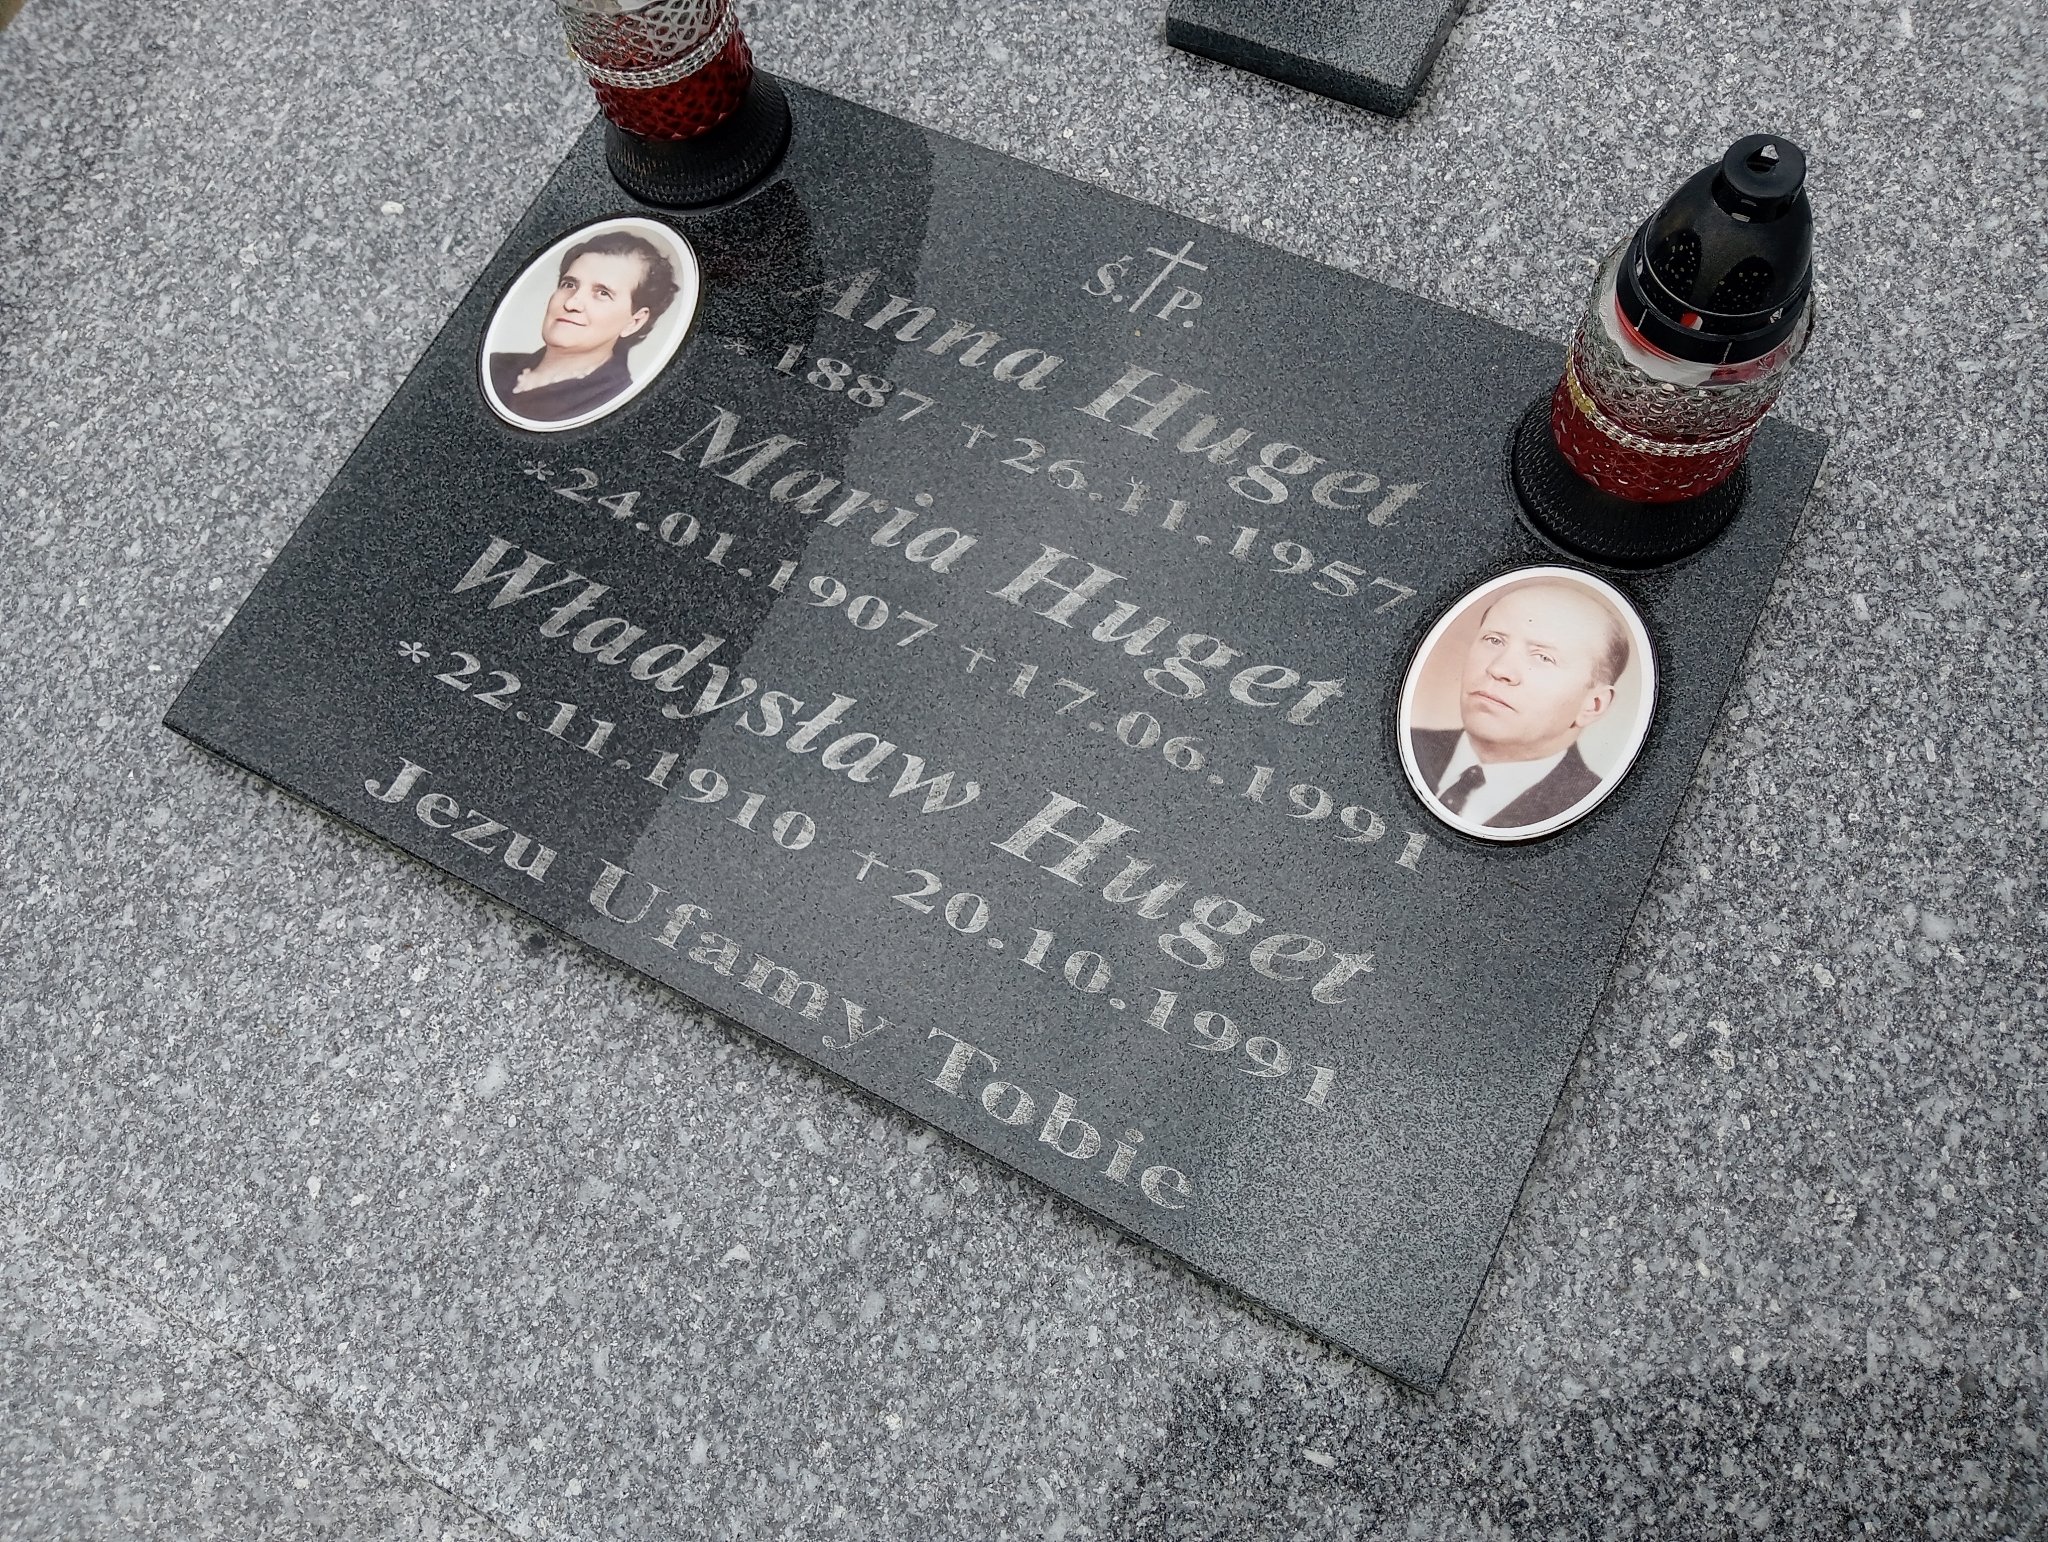 Ś. P.
Anna Huget
* 1887 † 26.11.1957
Maria Huget
*24.01.1907 †17.06.1991
Władysław Huget
*22.11.1910 †20.10.1991
Jezu Ufamy Tobie